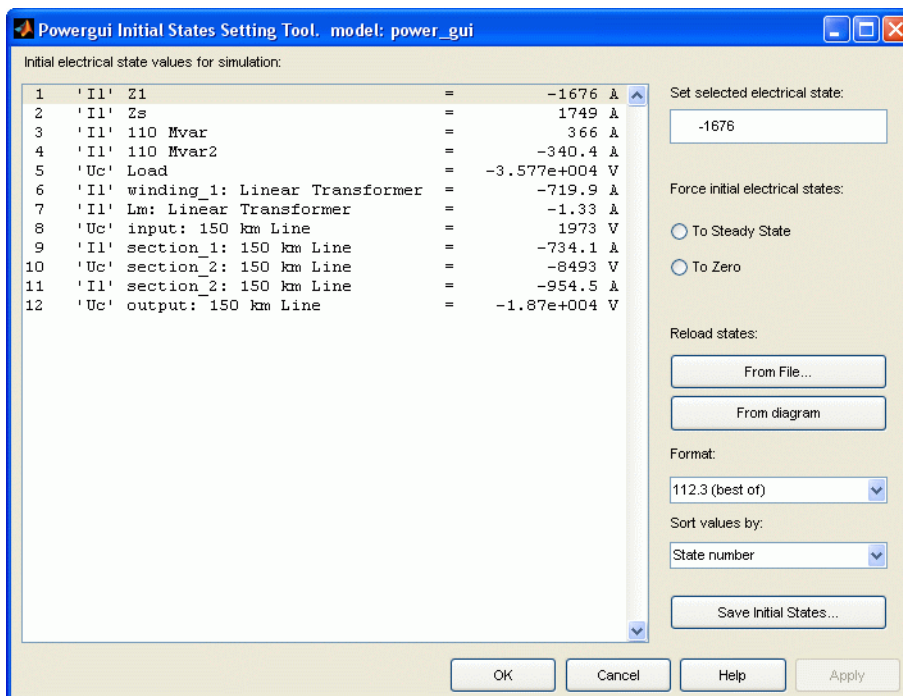 Powergui Initial States Setting Tool. model: power_gui
Initial electrical state values for simulation:
1 'Il' Z1 = -1676 A
2 'Il' Zs = 1749 A
3 'Il' 110 Mvar = 366 A
4 'Il' 110 Mvar2 = -340.4 A
5 'Uc' Load = -3.577e+004 V
6 'Il' winding_1: Linear Transformer = -719.9 A
7 'Il' Lm: Linear Transformer = -1.33 A
8 'Uc' input: 150 km Line = 1973 V
9 'Il' section_1: 150 km Line = -734.1 A
10 'Uc' section_2: 150 km Line = -8493 V
11 'Il' section_2: 150 km Line = -954.5 A
12 'Uc' output: 150 km Line = -1.87e+004 V
Set selected electrical state:
-1676
Force initial electrical states:
To Steady State
To Zero
Reload states:
From File...
From diagram
Format:
112.3 (best of)
Sort values by:
State number
Save Initial States...
OK Cancel Help Apply